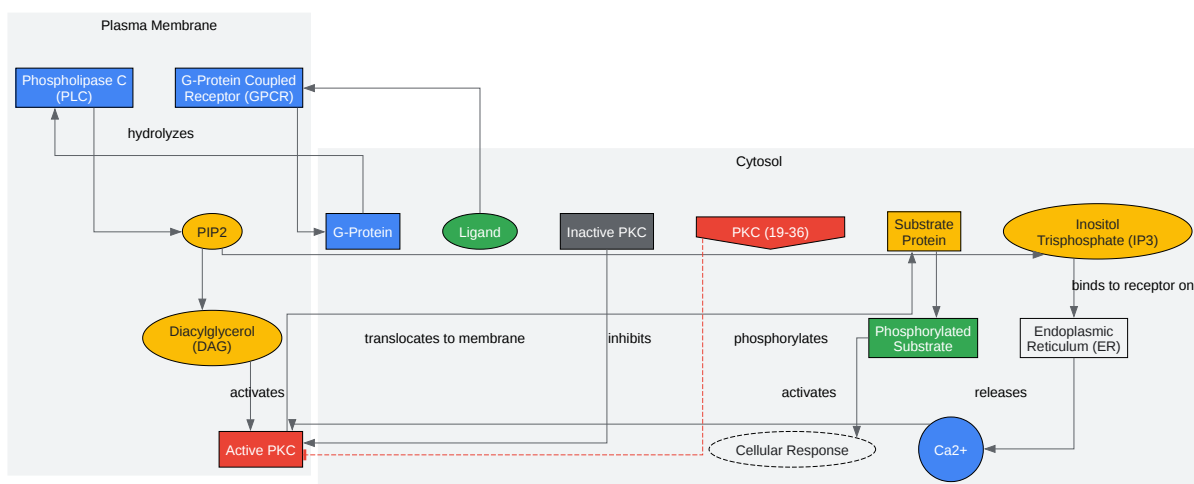 Plasma Membrane
Phospholipase C
(PLC)
G-Protein Coupled
Receptor (GPCR)
hydrolyzes
Cytosol
PIP2
G-Protein
Ligand
Inactive PKC
PKC (19-36)
Substrate
Protein
Inositol
Trisphosphate (IP3)
binds to receptor on
Diacylglycerol
(DAG)
translocates to membrane
inhibits
phosphorylates
Phosphorylated
Substrate
Endoplasmic
Reticulum (ER)
activates
activates
releases
Active PKC
Cellular Response
Ca2+